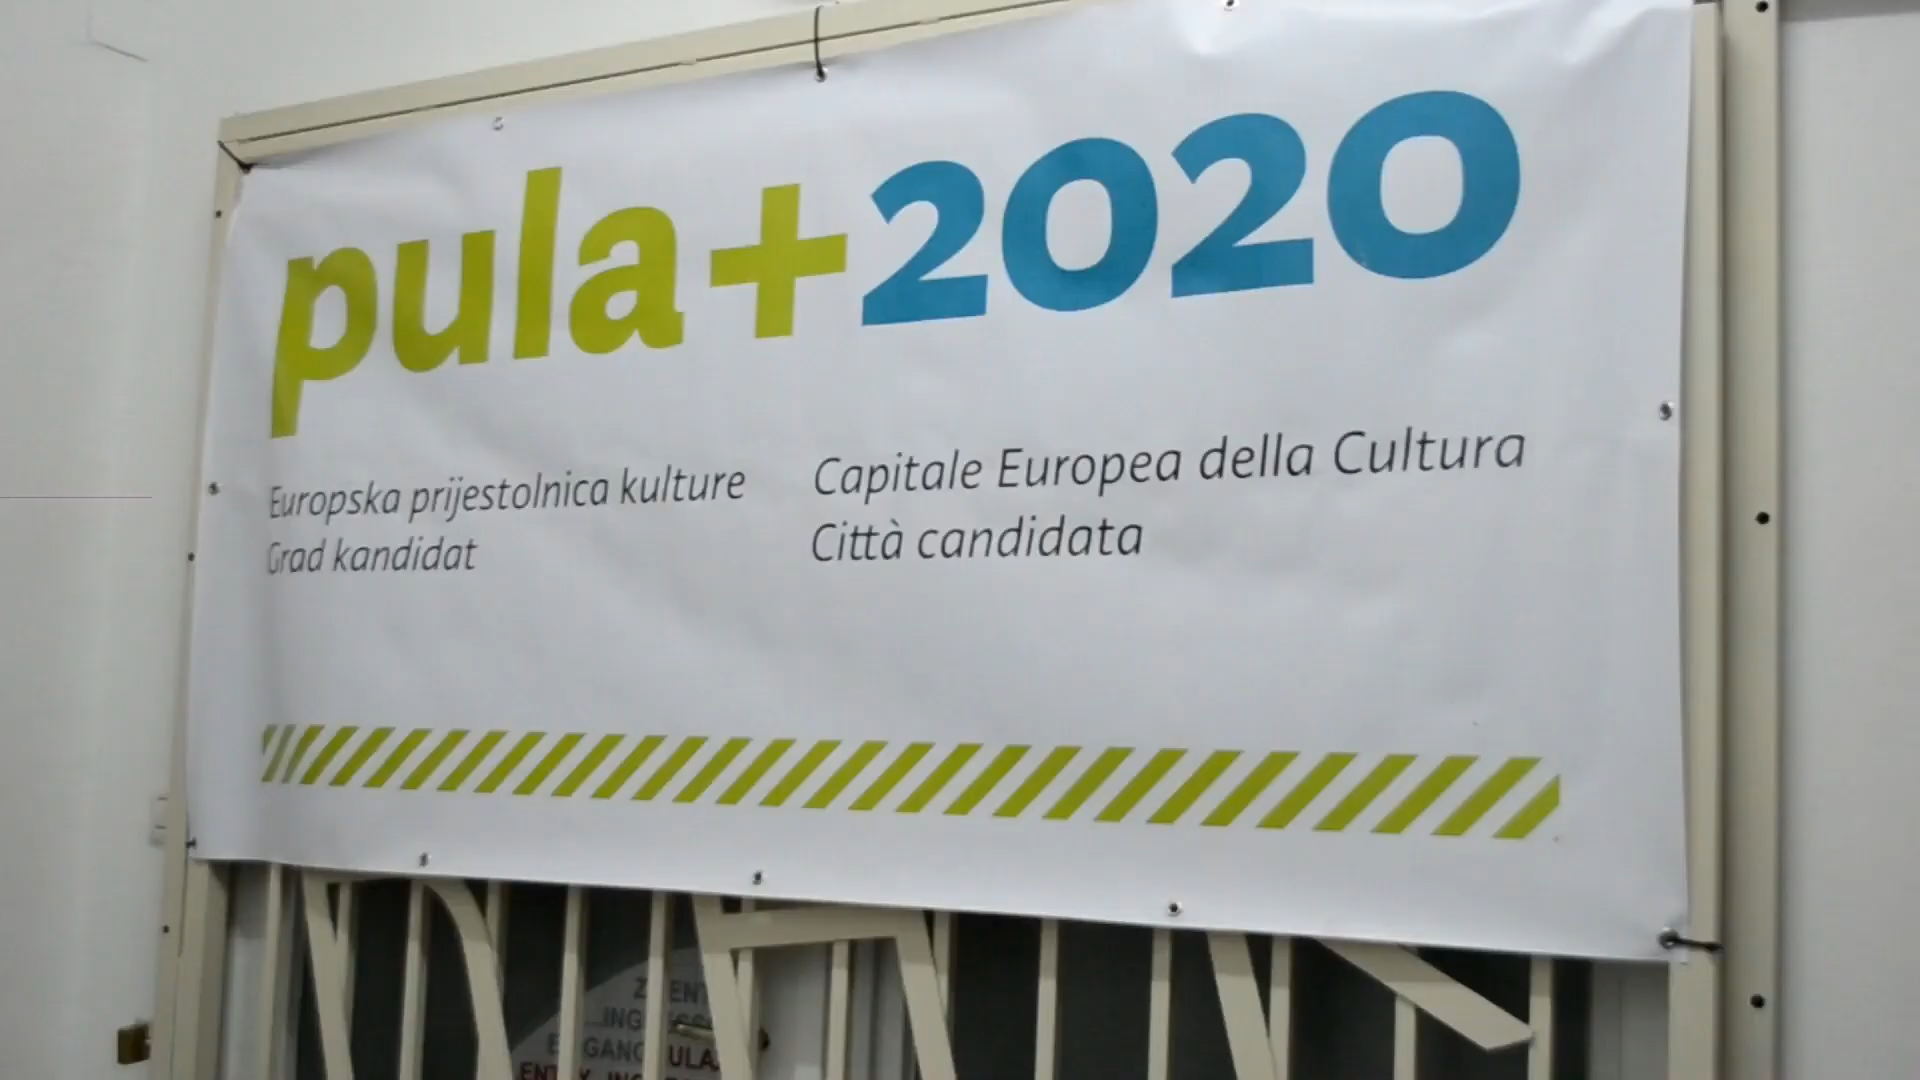 pula+2020
Europska prijestolnica kulture
Grad kandidat
Capitale Europea della Cultura
Città candidata